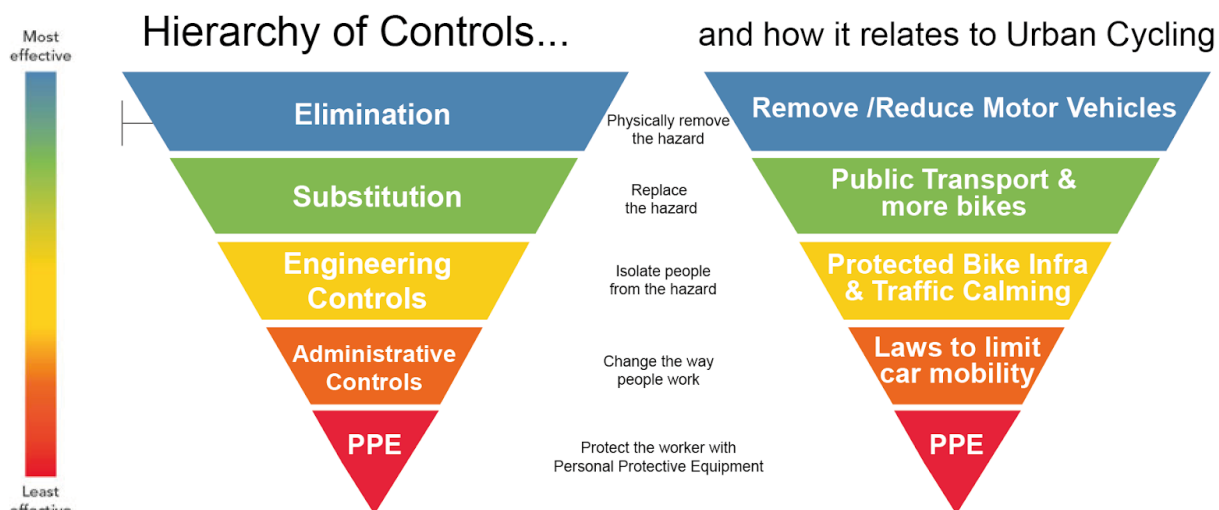 Hierarchy of Controls...
and how it relates to Urban Cycling
Most
effective
Elimination
Physically remove
the hazard
Remove /Reduce Motor Vehicles
Substitution
Replace
the hazard
Public Transport &
more bikes
Engineering
Controls
Isolate people
from the hazard
Protected Bike Infra
& Traffic Calming
Administrative
Controls
Change the way
people work
Laws to limit
car mobility
PPE
Protect the worker with
Personal Protective Equipment
PPE
Least
effective